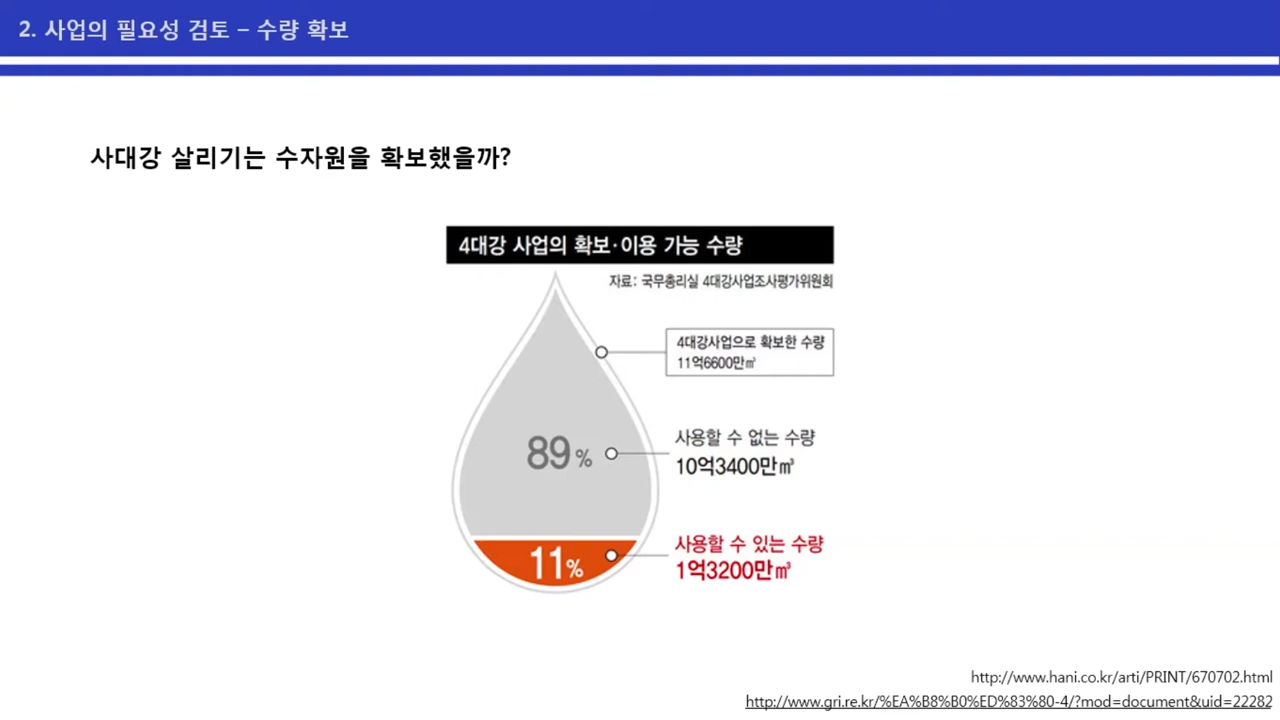 2. 사업의 필요성 검토 – 수량 확보
사대강 살리기는 수자원을 확보했을까?
4대강 사업의 확보·이용 가능 수량
자료: 국무총리실 4대강사업조사평가위원회
4대강사업으로 확보한 수량
11억6600만㎥
89%
사용할 수 없는 수량
10억3400만㎥
11%
사용할 수 있는 수량
1억3200만㎥
http://www.hani.co.kr/arti/PRINT/670702.html
http://www.gri.re.kr/%EA%B8%B0%ED%83%80-4/?mod=document&uid=22282